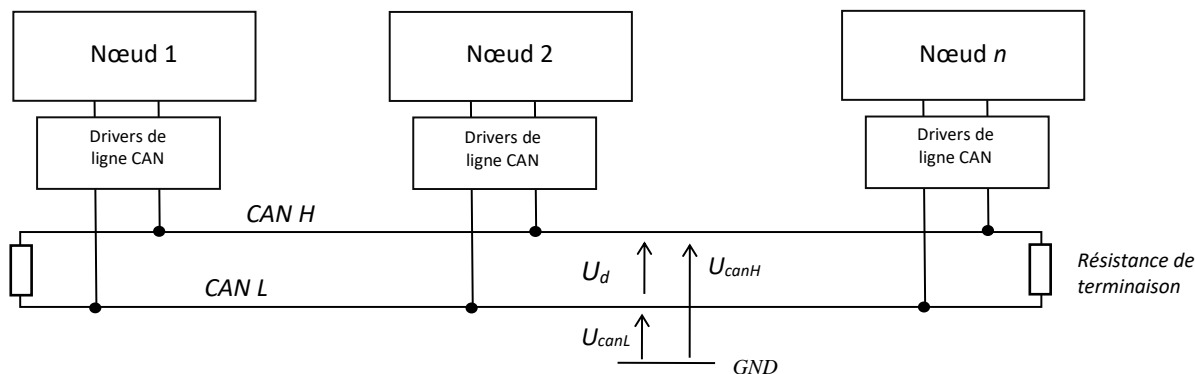 Nœud 1
Nœud 2
Nœud n
Drivers de
ligne CAN
Drivers de
ligne CAN
Drivers de
ligne CAN
CAN H
CAN L
Ud
UcanH
UcanL
GND
Résistance de
terminaison